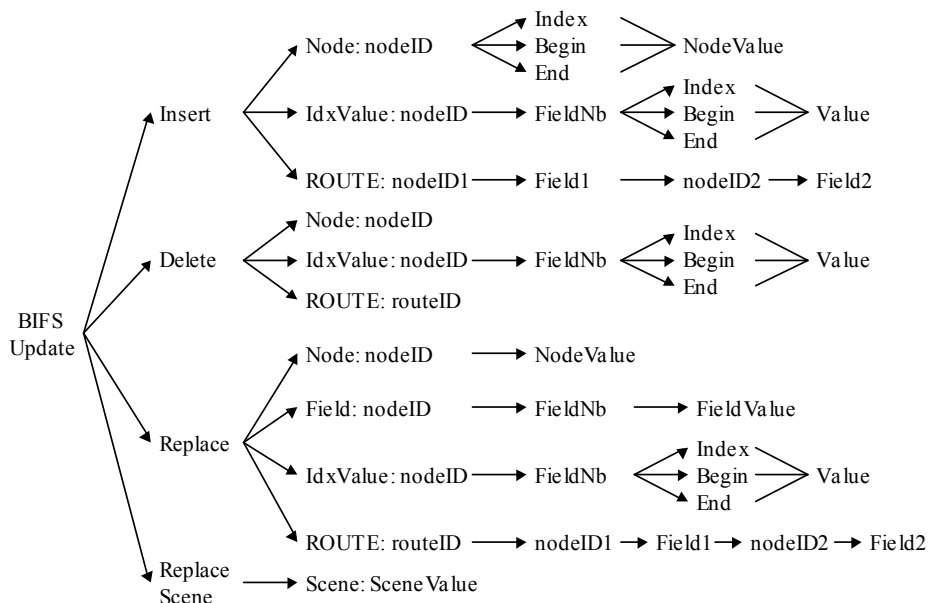 Index
Node: nodeID Begin NodeValue
End
Index
Insert IdxValue: nodeID FieldNb Begin Value
End
ROUTE: nodeID1 Field1 nodeID2 Field2
Node: nodeID
Index
Delete IdxValue: nodeID FieldNb Begin Value
End
ROUTE: routeID
BIFS
Update
Node: nodeID NodeValue
Field: nodeID FieldNb FieldValue
Replace
Index
IdxValue: nodeID FieldNb Begin Value
End
ROUTE: routeID nodeID1 Field1 nodeID2 Field2
Replace
Scene
Scene: SceneValue